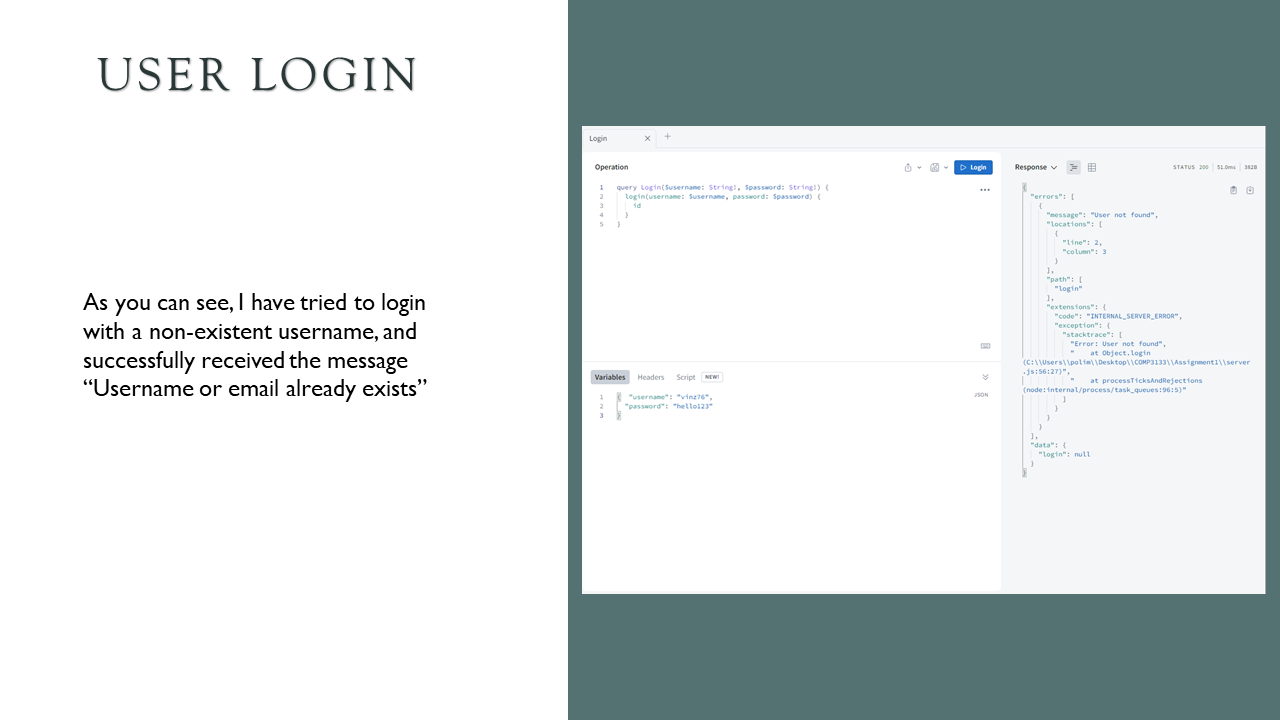 USER LOGIN
As you can see, I have tried to login
with a non-existent username, and
successfully received the message
“Username or email already exists”
Login
Operation
Login
1 query Login($username: String!, $password: String!) {
2 login(username: $username, password: $password) {
3 id
4 }
5 }
Variables Headers Script NEW!
JSON
1 { "username": "vinz76",
2 "password": "hello123"
3 }
Response STATUS 200 51.0ms 382B
{
"errors": [
{
"message": "User not found",
"locations": [
{
"line": 2,
"column": 3
}
],
"path": [
"login"
],
"extensions": {
"code": "INTERNAL_SERVER_ERROR",
"exception": {
"stacktrace": [
"Error: User not found",
" at Object.login
(C:\\Users\\polim\\Desktop\\COMP3133\\Assignment1\\server
.js:56:27)",
" at processTicksAndRejections
(node:internal/process/task_queues:96:5)"
]
}
}
}
],
"data": {
"login": null
}
}